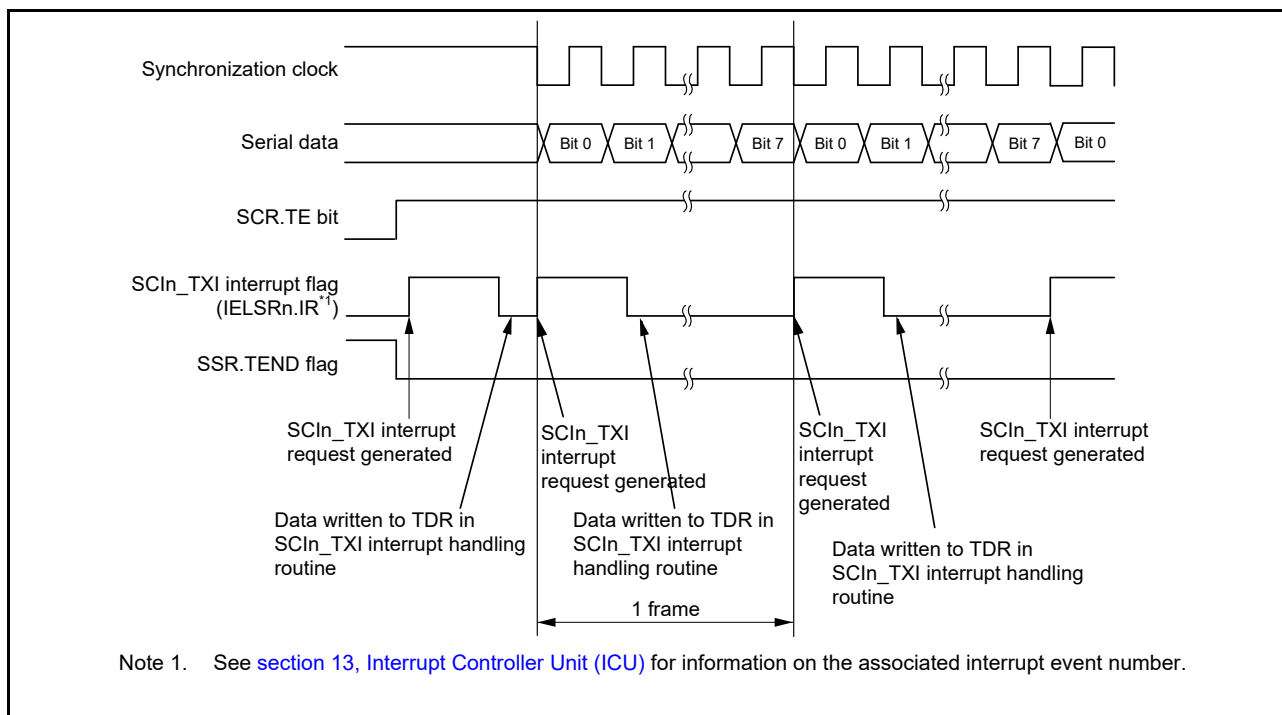 Synchronization clock
Serial data
Bit 0
Bit 1
Bit 7
Bit 0
Bit 1
Bit 7
Bit 0
SCR.TE bit
SCIn_TXI interrupt flag
(IELSRn.IR*1)
SSR.TEND flag
SCIn_TXI interrupt
request generated
SCIn_TXI
interrupt
request generated
SCIn_TXI
interrupt
request
generated
SCIn_TXI interrupt
request generated
Data written to TDR in
SCIn_TXI interrupt handling
routine
Data written to TDR in
SCIn_TXI interrupt
handling routine
Data written to TDR in
SCIn_TXI interrupt handling
routine
1 frame
Note 1. See section 13, Interrupt Controller Unit (ICU) for information on the associated interrupt event number.